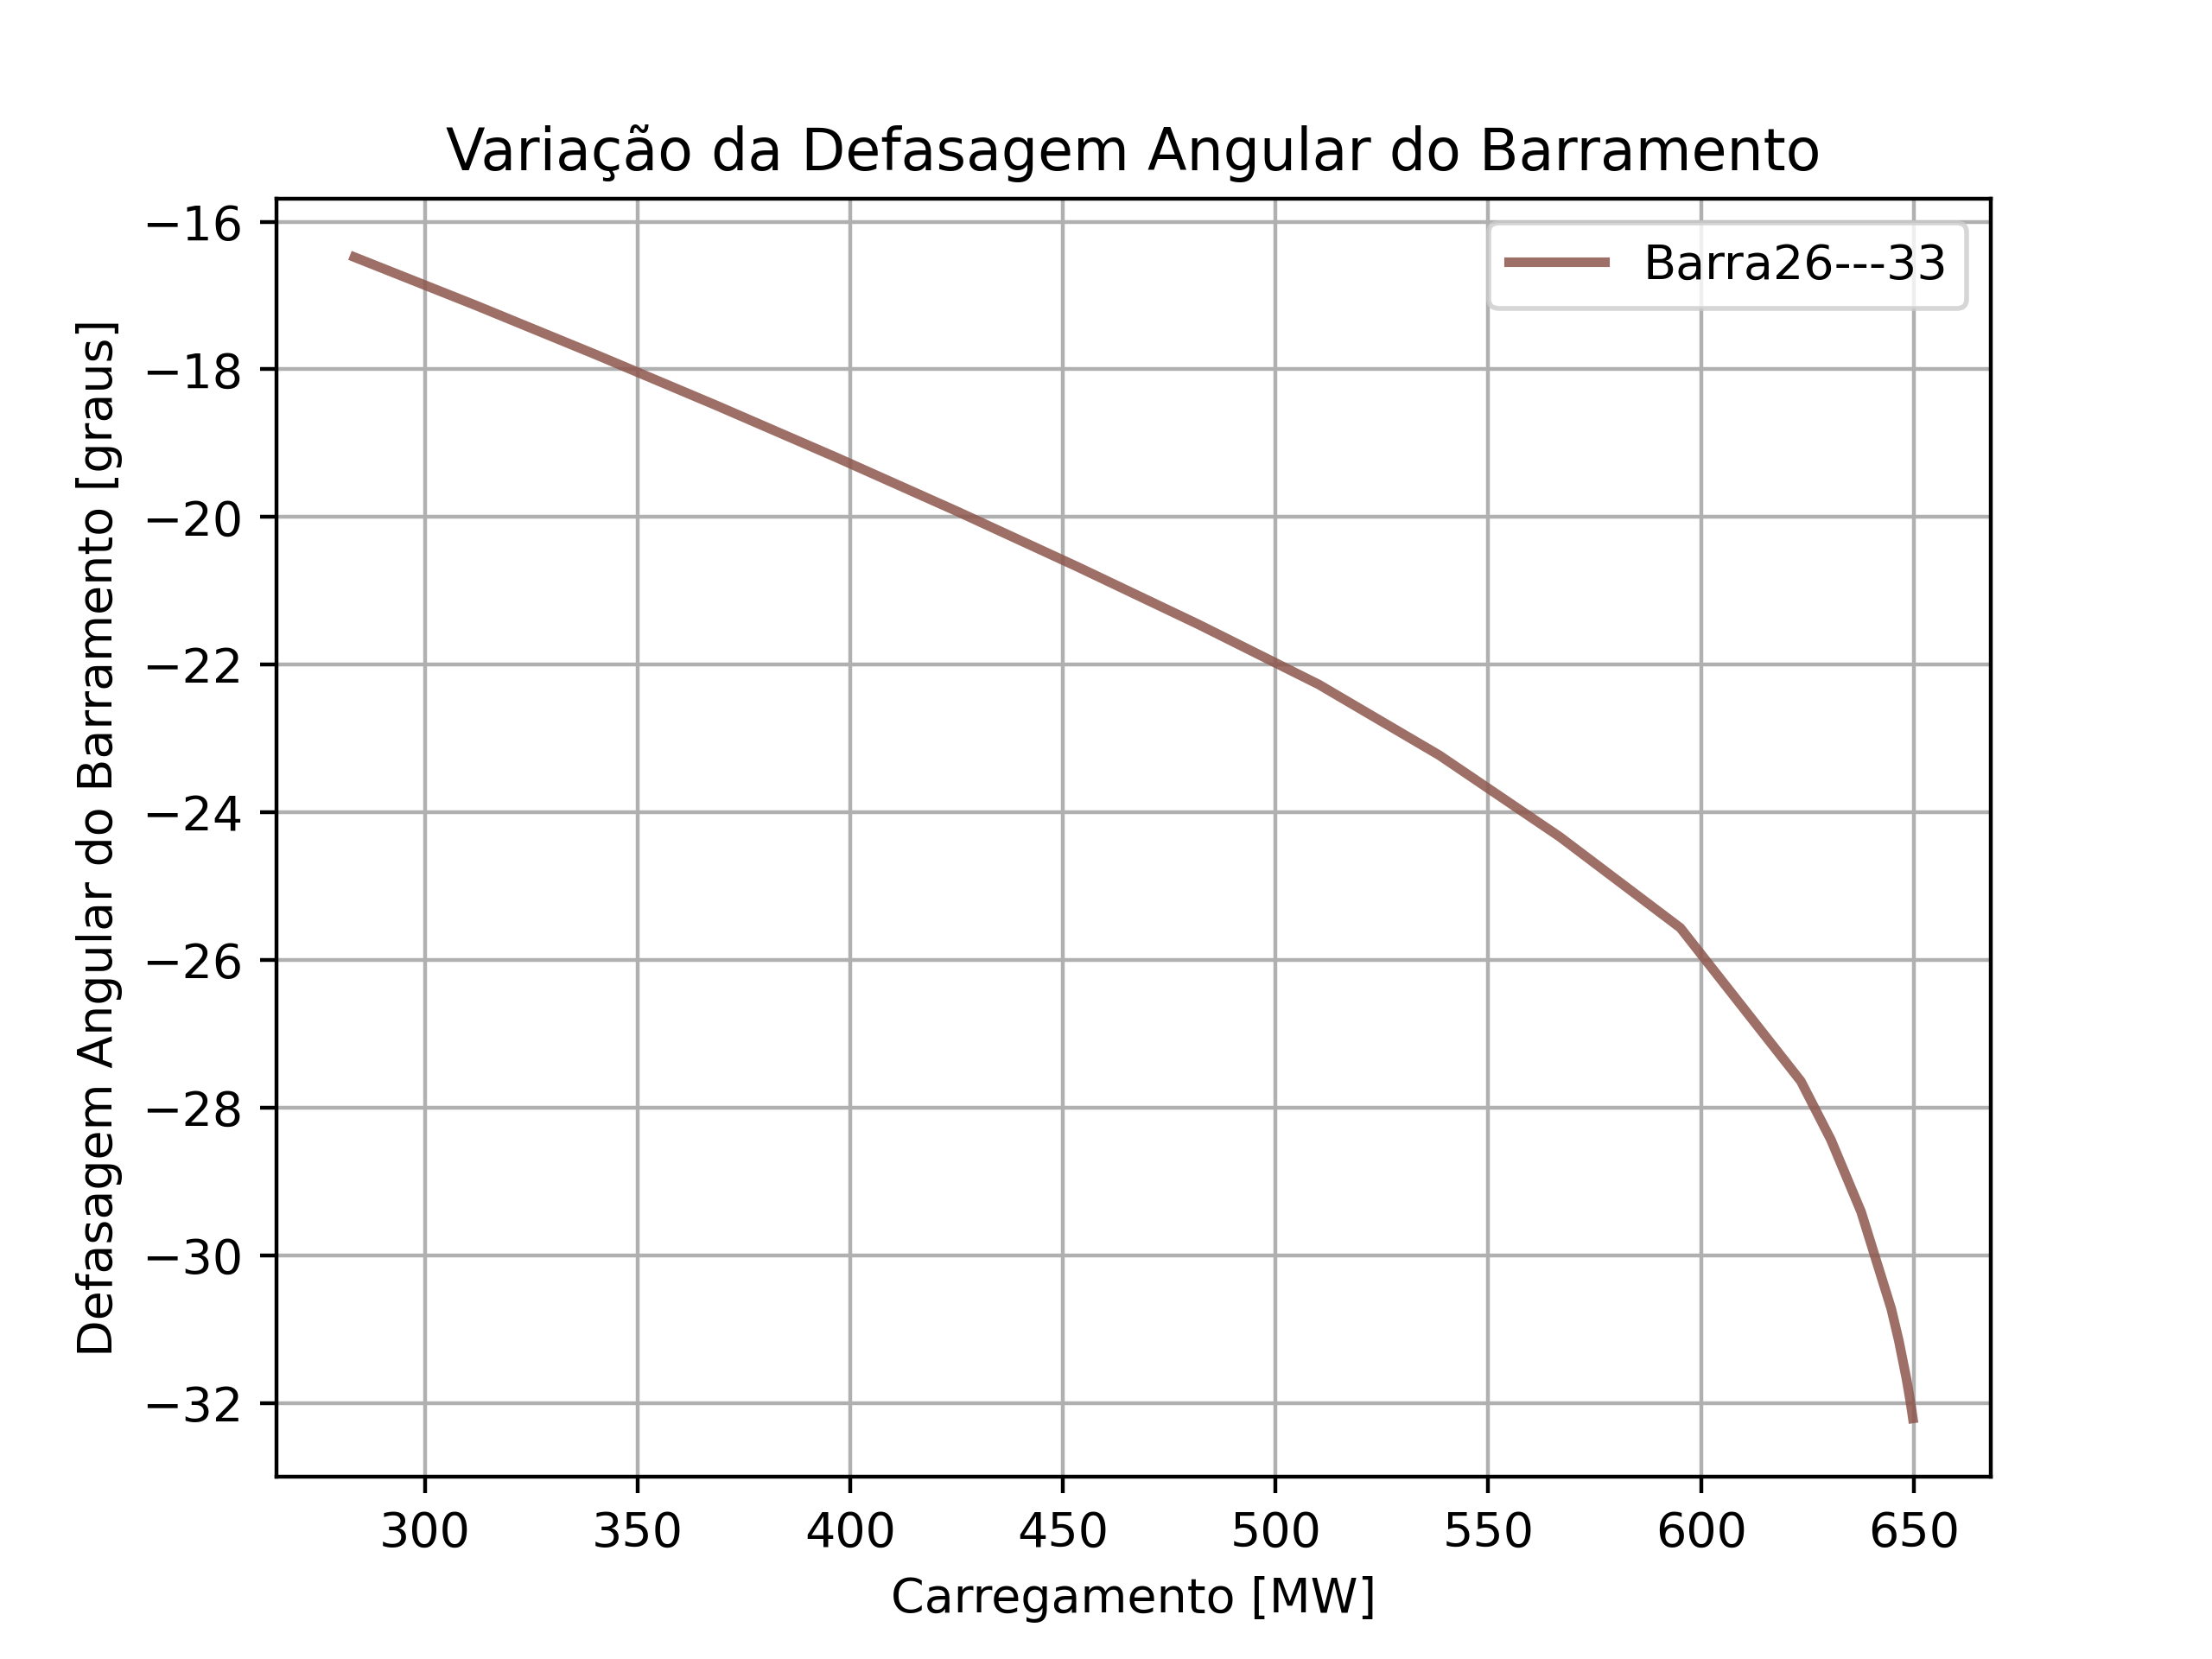 Variação da Defasagem Angular do Barramento
Barra26---33
Defasagem Angular do Barramento [graus]
−16
−18
−20
−22
−24
−26
−28
−30
−32
300 350 400 450 500 550 600 650
Carregamento [MW]